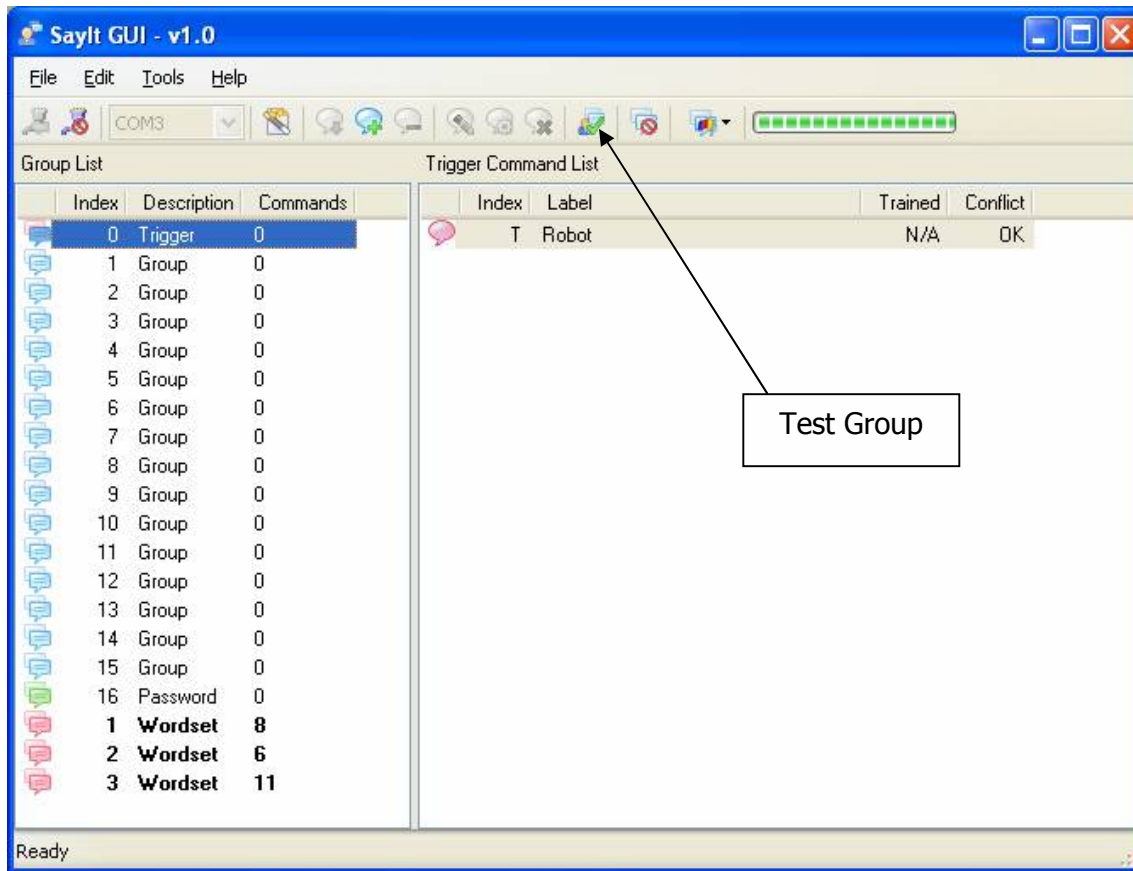 SayIt GUI - v1.0
File Edit Tools Help
COM3
Group List Trigger Command List
Index Description Commands Index Label Trained Conflict
0 Trigger 0 T Robot N/A OK
1 Group 0
2 Group 0
3 Group 0
4 Group 0
5 Group 0
6 Group 0
7 Group 0
Test Group
8 Group 0
9 Group 0
10 Group 0
11 Group 0
12 Group 0
13 Group 0
14 Group 0
15 Group 0
16 Password 0
1 Wordset 8
2 Wordset 6
3 Wordset 11
Ready